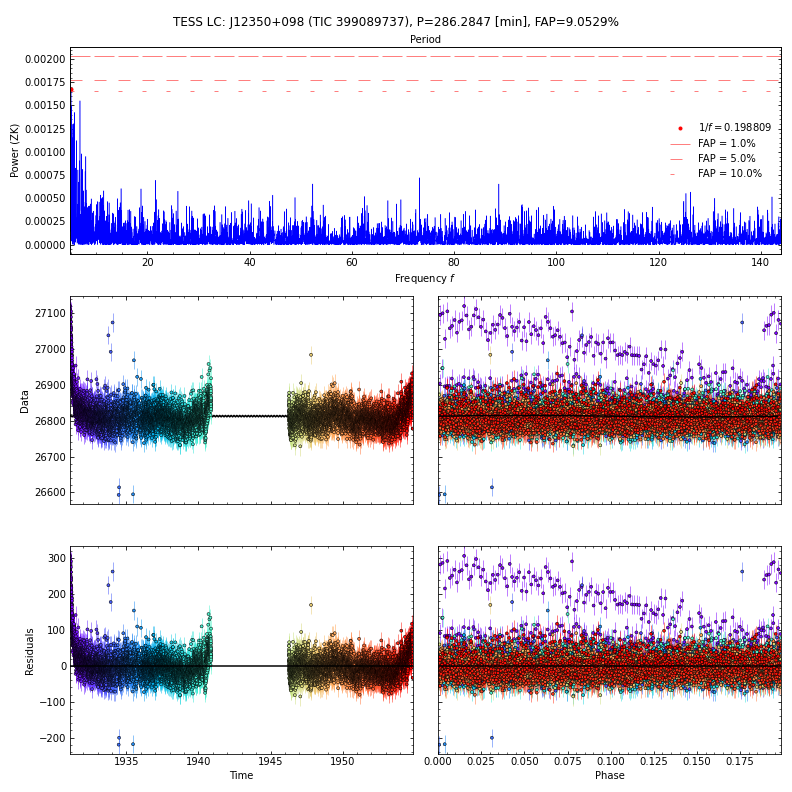 TESS LC: J12350+098 (TIC 399089737), P=286.2847 [min], FAP=9.0529%
Period
Power (ZK)
0.00200
0.00175
0.00150
0.00125
0.00100
0.00075
0.00050
0.00025
0.00000
1/f = 0.198809
FAP = 1.0%
FAP = 5.0%
FAP = 10.0%
20 40 60 80 100 120 140
Frequency f
Data
27100
27000
26900
26800
26700
26600
Residuals
300
200
100
0
−100
−200
1935 1940 1945 1950
Time
0.000 0.025 0.050 0.075 0.100 0.125 0.150 0.175
Phase